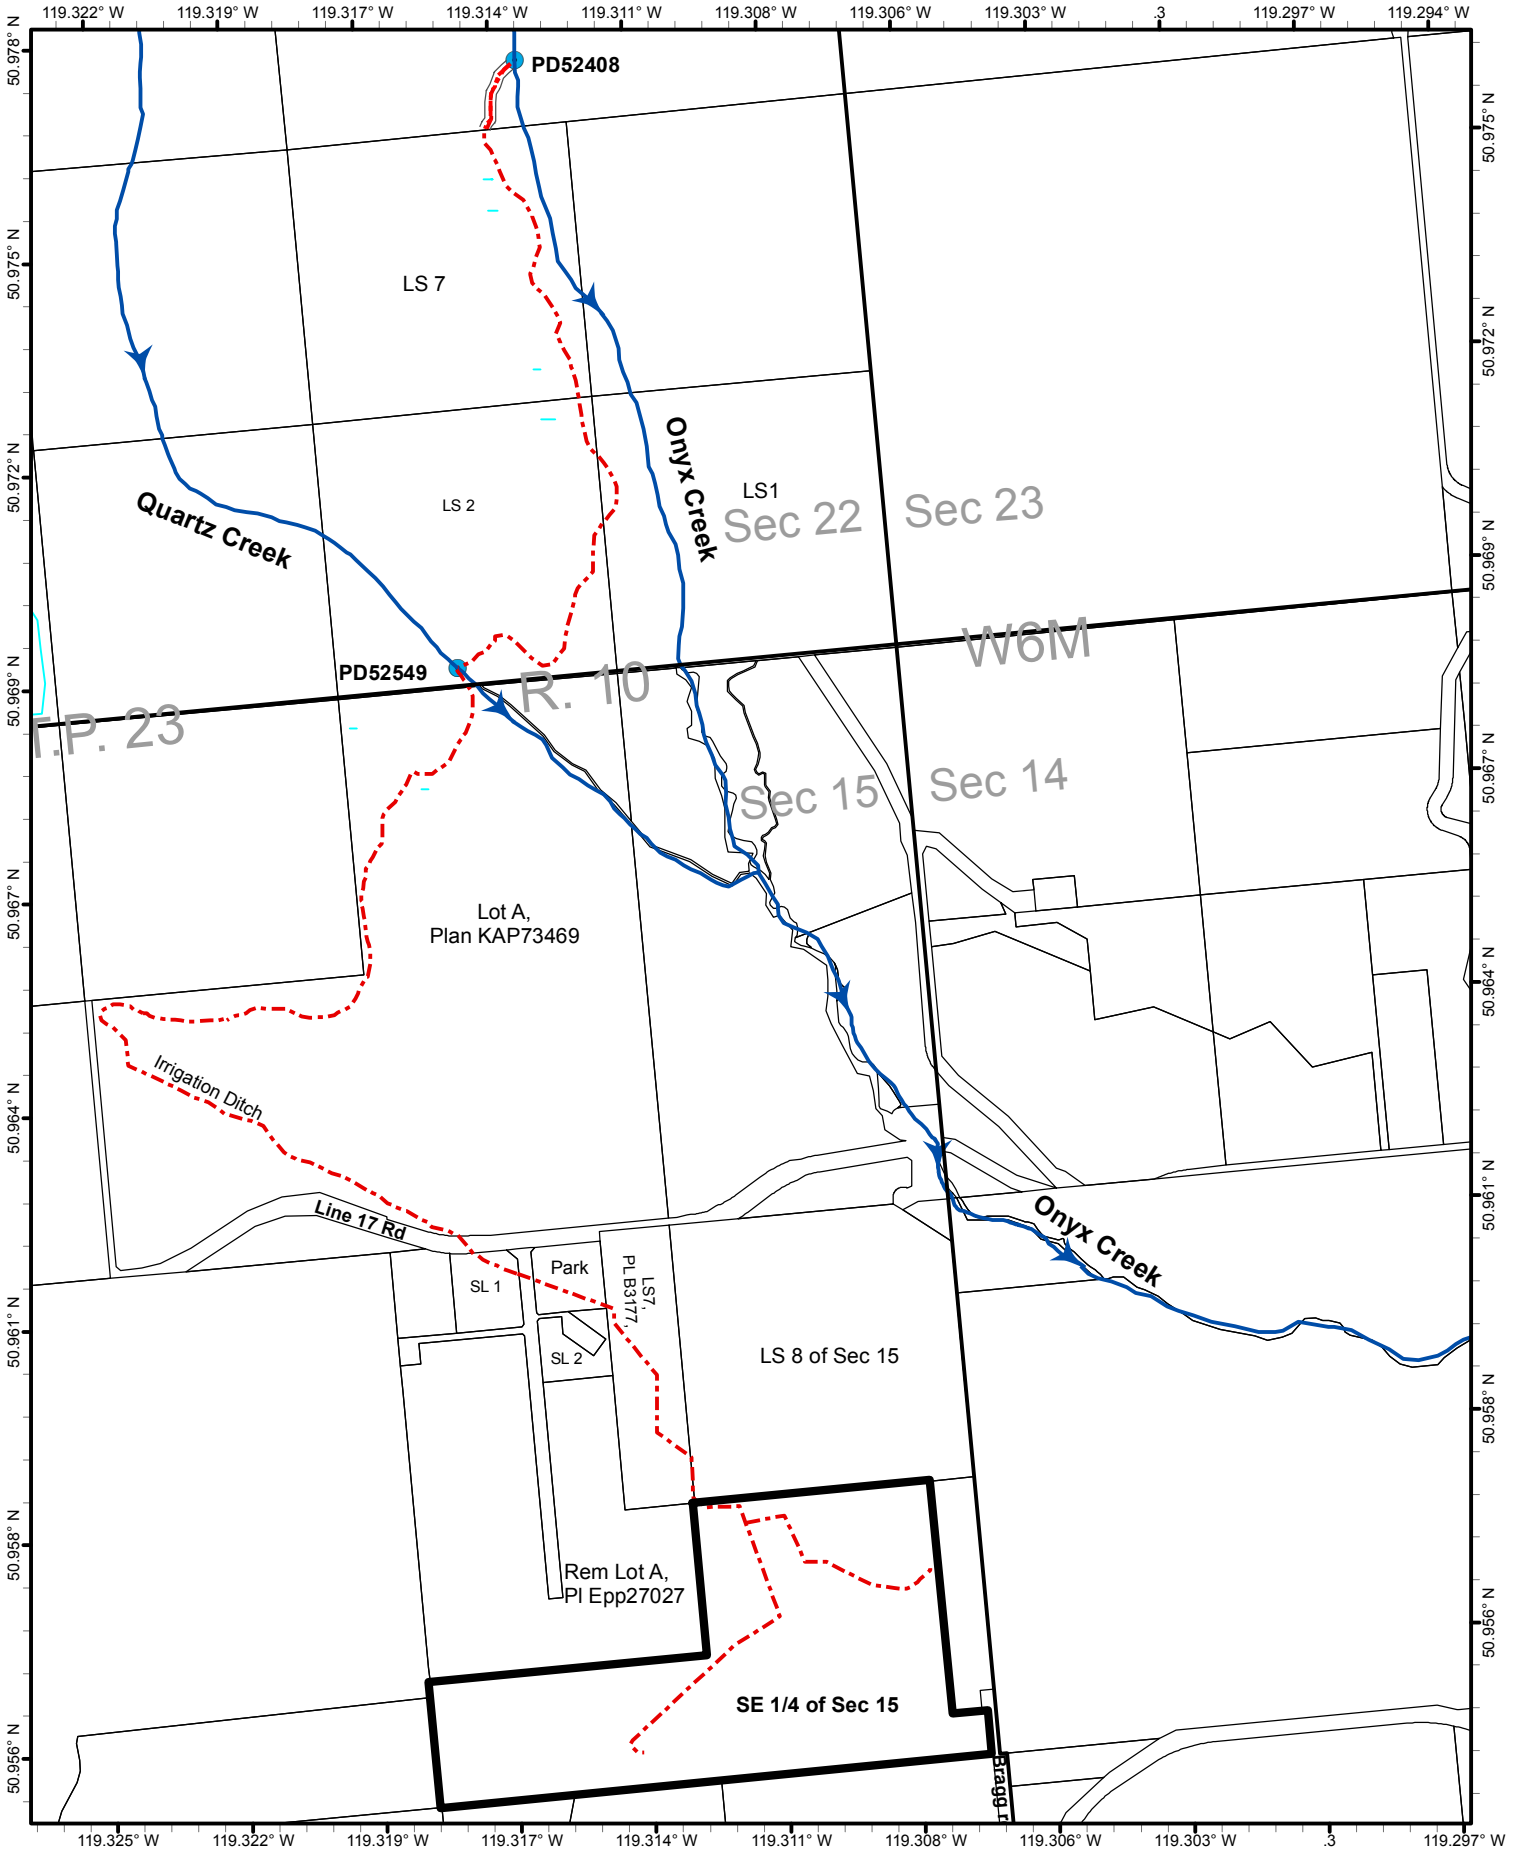 119.322° W
119.319° W
119.317° W
119.314° W
119.311° W
119.308° W
119.306° W
119.303° W
.3
119.297° W
119.294° W
50.978° N
50.975° N
50.972° N
50.969° N
50.967° N
50.964° N
50.961° N
50.958° N
50.956° N
PD52408
LS 7
Onyx Creek
Quartz Creek
LS 2
LS1
Sec 22
Sec 23
PD52549
T.P. 23
R. 10
W6M
Sec 15
Sec 14
Lot A,
Plan KAP73469
Irrigation Ditch
Line 17 Rd
Onyx Creek
Park
SL 1
SL 2
LS7,
PL B3177,
LS 8 of Sec 15
Rem Lot A,
Pl Epp27027
SE 1/4 of Sec 15
Bragg r
50.975° N
50.972° N
50.969° N
50.967° N
50.964° N
50.961° N
50.958° N
50.956° N
119.325° W
119.322° W
119.319° W
119.317° W
119.314° W
119.311° W
119.308° W
119.306° W
119.303° W
.3
119.297° W